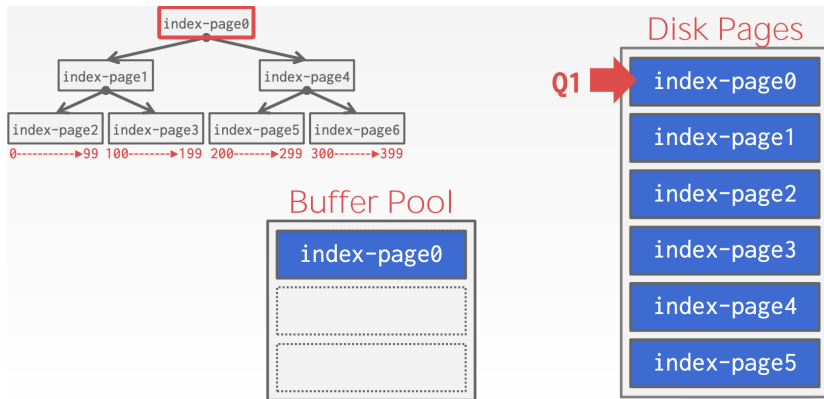 index-page0
index-page1
index-page4
index-page2
index-page3
index-page5
index-page6
0---------→99
100-------→199
200------→299
300------→399
Buffer Pool
index-page0
Disk Pages
Q1
index-page0
index-page1
index-page2
index-page3
index-page4
index-page5